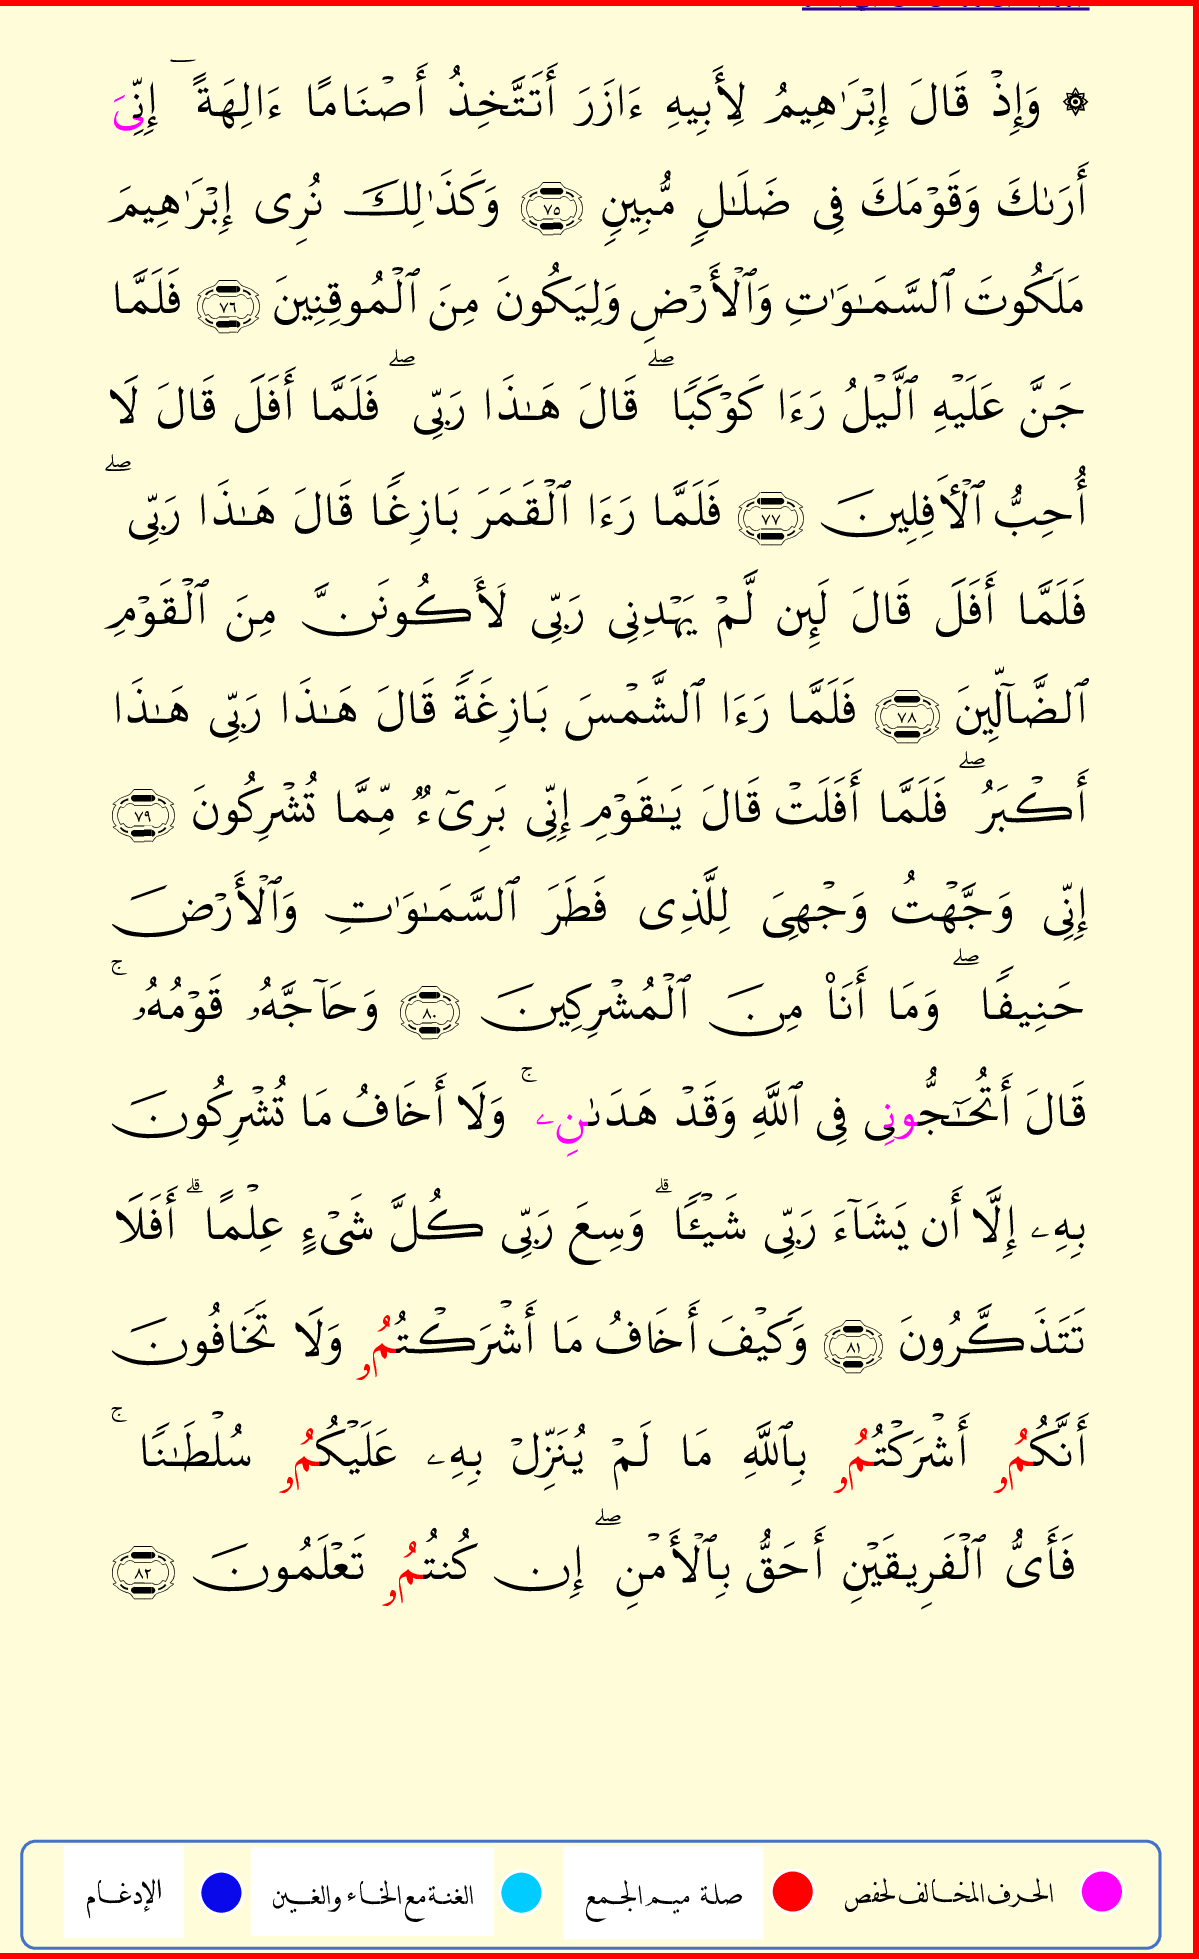 ۞ وَإِذْ قَالَ إِبْرَٰهِيمُ لِأَبِيهِ ءَازَرَ أَتَتَّخِذُ أَصْنَامًا ءَالِهَةً ۖ إِنِّىَ
أَرَىٰكَ وَقَوْمَكَ فِى ضَلَـٰلٍ مُّبِينٍ ٧٥ وَكَذَٰلِكَ نُرِى إِبْرَٰهِيمَ
مَلَكُوتَ ٱلسَّمَـٰوَٰتِ وَٱلْأَرْضِ وَلِيَكُونَ مِنَ ٱلْمُوقِنِينَ ٧٦ فَلَمَّا
جَنَّ عَلَيْهِ ٱلَّيْلُ رَءَا كَوْكَبًا ۖ قَالَ هَـٰذَا رَبِّى ۖ فَلَمَّا أَفَلَ قَالَ لَا
أُحِبُّ ٱلْأَفِلِينَ ٧٧ فَلَمَّا رَءَا ٱلْقَمَرَ بَازِغًا قَالَ هَـٰذَا رَبِّى ۖ
فَلَمَّا أَفَلَ قَالَ لَئِن لَّمْ يَهْدِنِى رَبِّى لَأَكُونَنَّ مِنَ ٱلْقَوْمِ
ٱلضَّآلِّينَ ٧٨ فَلَمَّا رَءَا ٱلشَّمْسَ بَازِغَةً قَالَ هَـٰذَا رَبِّى هَـٰذَا
أَكْبَرُ ۖ فَلَمَّا أَفَلَتْ قَالَ يَـٰقَوْمِ إِنِّى بَرِىٓءٌ مِّمَّا تُشْرِكُونَ ٧٩
إِنِّى وَجَّهْتُ وَجْهِىَ لِلَّذِى فَطَرَ ٱلسَّمَـٰوَٰتِ وَٱلْأَرْضَ
حَنِيفًا ۖ وَمَا أَنَا۠ مِنَ ٱلْمُشْرِكِينَ ٨٠ وَحَآجَّهُۥ قَوْمُهُۥ ۚ
قَالَ أَتُحَـٰٓجُّونِى فِى ٱللَّهِ وَقَدْ هَدَىٰنِۦ ۚ وَلَا أَخَافُ مَا تُشْرِكُونَ
بِهِۦ إِلَّا أَن يَشَآءَ رَبِّى شَيْـًٔا ۗ وَسِعَ رَبِّى كُلَّ شَىْءٍ عِلْمًا ۗ أَفَلَا
تَتَذَكَّرُونَ ٨١ وَكَيْفَ أَخَافُ مَا أَشْرَكْتُمُۥ وَلَا تَخَافُونَ
أَنَّكُمُۥ أَشْرَكْتُمُۥ بِٱللَّهِ مَا لَمْ يُنَزِّلْ بِهِۦ عَلَيْكُمُۥ سُلْطَـٰنًا ۚ
فَأَىُّ ٱلْفَرِيقَيْنِ أَحَقُّ بِٱلْأَمْنِ ۖ إِن كُنتُمُۥ تَعْلَمُونَ ٨٢
الحرف المخالف لحفص صلة ميم الجمع الغنة مع الخاء والغين الإدغام